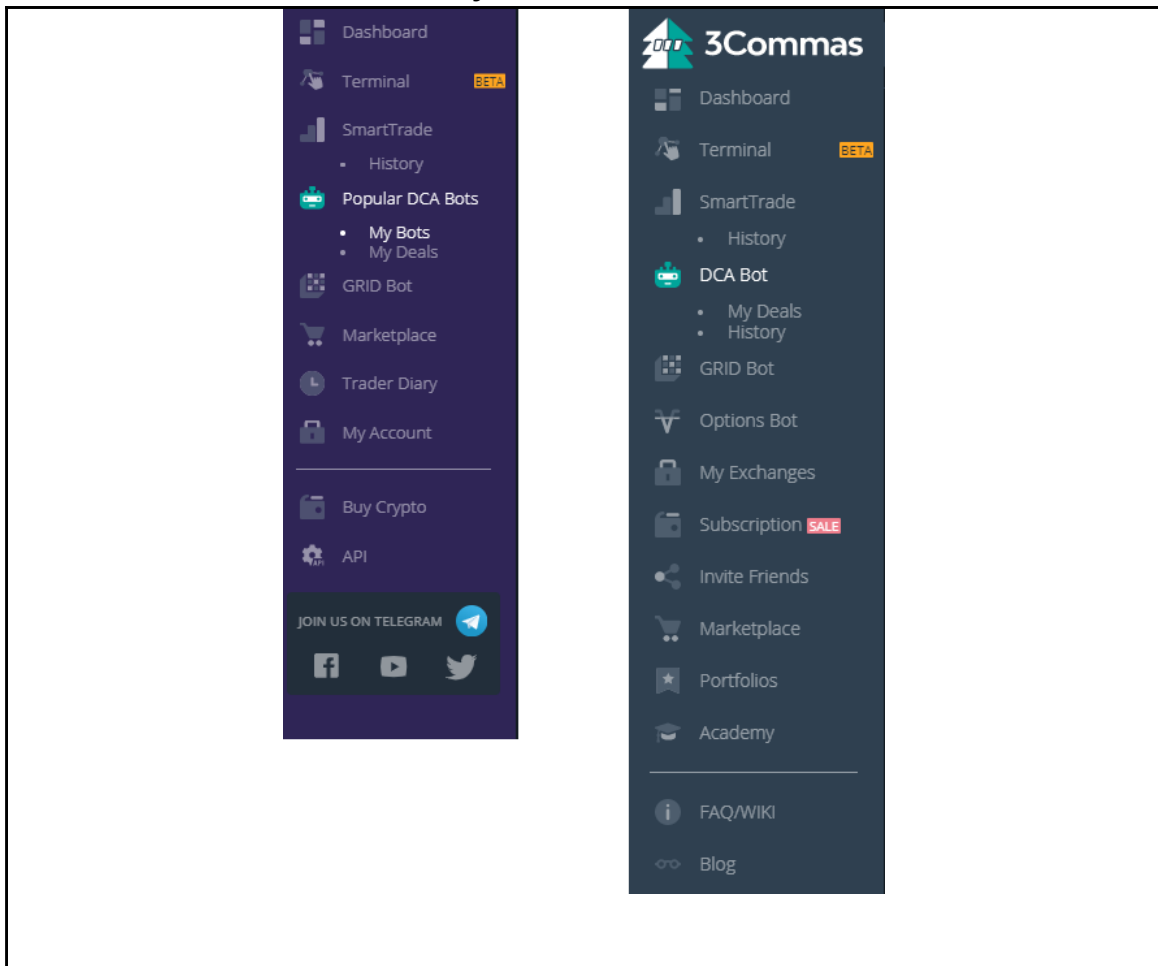 Dashboard
Terminal BETA
SmartTrade
History
Popular DCA Bots
My Bots
My Deals
GRID Bot
Marketplace
Trader Diary
My Account
Buy Crypto
API
JOIN US ON TELEGRAM
3Commas
Dashboard
Terminal BETA
SmartTrade
History
DCA Bot
My Deals
History
GRID Bot
Options Bot
My Exchanges
Subscription SALE
Invite Friends
Marketplace
Portfolios
Academy
FAQ/WIKI
Blog